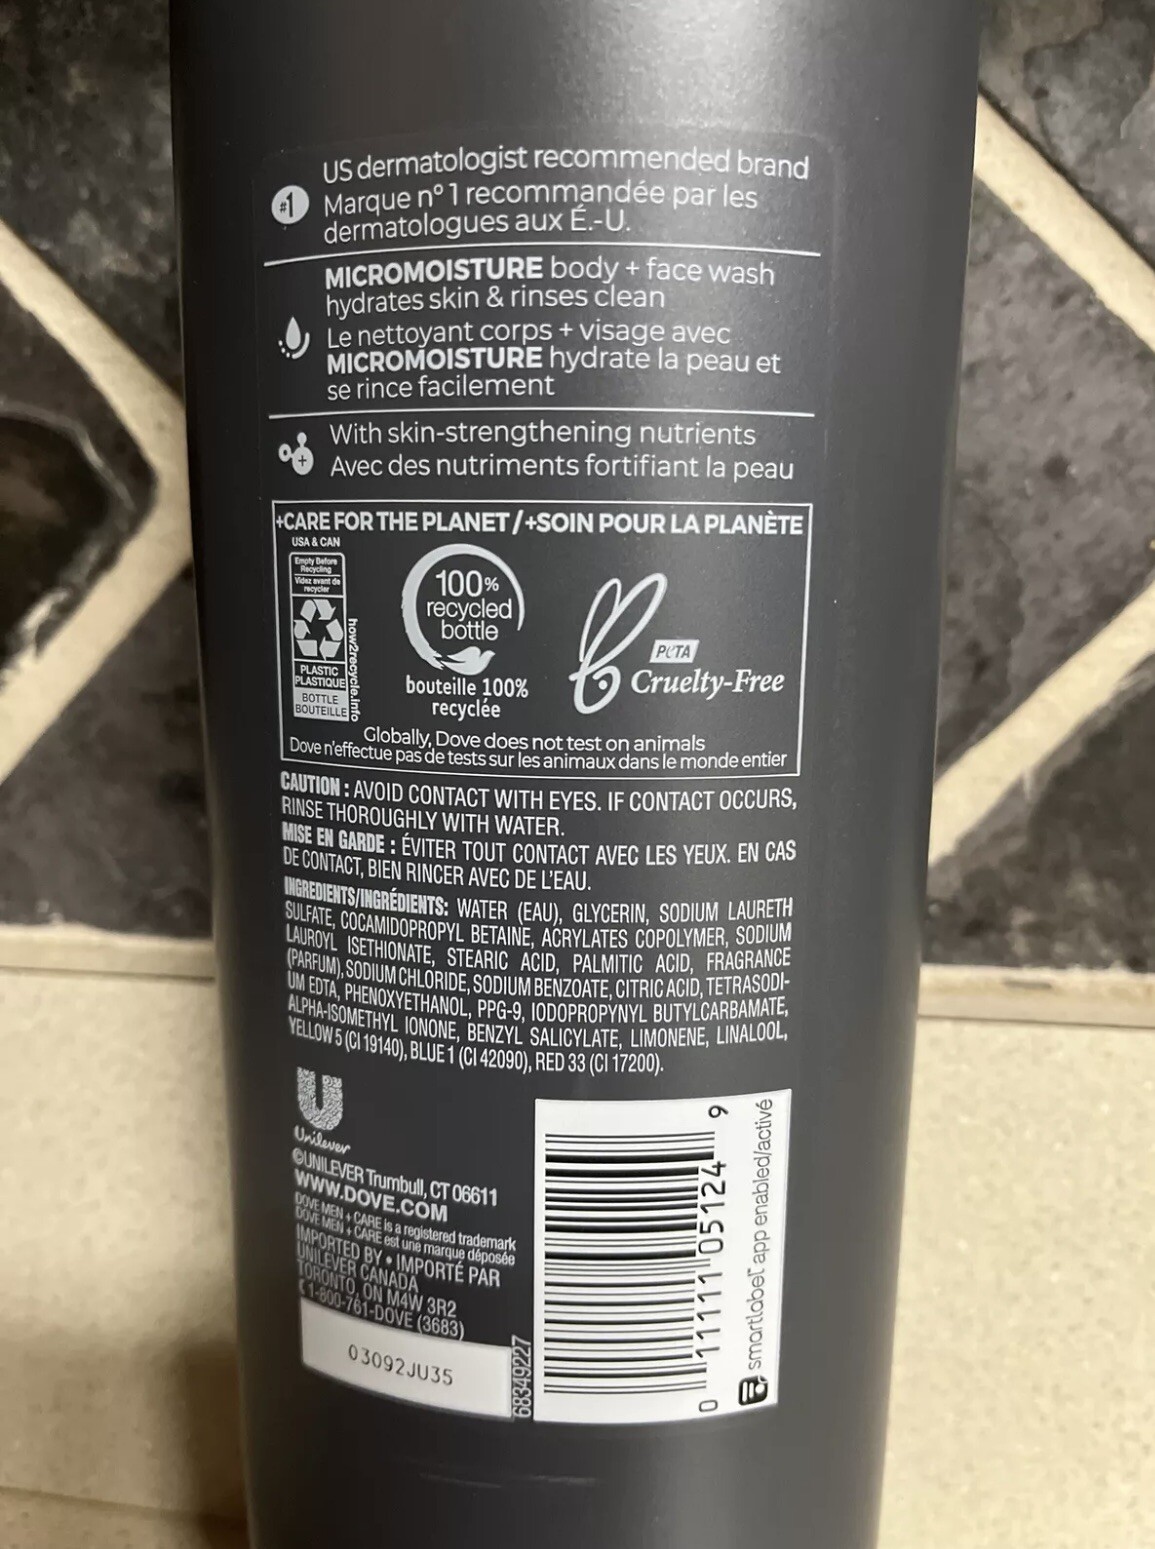 #1
US dermatologist recommended brand
Marque nº 1 recommandée par les
dermatologues aux É.-U.
MICROMOISTURE body + face wash
hydrates skin & rinses clean
Le nettoyant corps + visage avec
MICROMOISTURE hydrate la peau et
se rince facilement
With skin-strengthening nutrients
Avec des nutriments fortifiant la peau
+CARE FOR THE PLANET/+SOIN POUR LA PLANÈTE
USA & CAN
Empty Before
Recycling
Videz avant de
recycler
PLASTIC
PLASTIQUE
BOTTLE
BOUTEILLE
how2recycle.info
100%
recycled
bottle
bouteille 100%
recyclée
PETA
Cruelty-Free
Globally, Dove does not test on animals
Dove n'effectue pas de tests sur les animaux dans le monde entier
CAUTION : AVOID CONTACT WITH EYES. IF CONTACT OCCURS,
RINSE THOROUGHLY WITH WATER.
MISE EN GARDE : ÉVITER TOUT CONTACT AVEC LES YEUX. EN CAS
DE CONTACT, BIEN RINCER AVEC DE L'EAU.
INGREDIENTS/INGRÉDIENTS: WATER (EAU), GLYCERIN, SODIUM LAURETH
SULFATE, COCAMIDOPROPYL BETAINE, ACRYLATES COPOLYMER, SODIUM
LAUROYL ISETHIONATE, STEARIC ACID, PALMITIC ACID, FRAGRANCE
(PARFUM), SODIUM CHLORIDE, SODIUM BENZOATE, CITRIC ACID, TETRASODI-
UM EDTA, PHENOXYETHANOL, PPG-9, IODOPROPYNYL BUTYLCARBAMATE,
ALPHA-ISOMETHYL IONONE, BENZYL SALICYLATE, LIMONENE, LINALOOL,
YELLOW 5 (CI 19140), BLUE 1 (CI 42090), RED 33 (CI 17200).
Unilever
©UNILEVER Trumbull, CT 06611
WWW.DOVE.COM
DOVE MEN + CARE is a registered trademark
DOVE MEN + CARE est une marque déposée
IMPORTED BY • IMPORTÉ PAR
UNILEVER CANADA
TORONTO, ON M4W 3R2
1-800-761-DOVE (3683)
03092JU35
68349227
0 11111 05124 9
smartlabel app enabled/activé